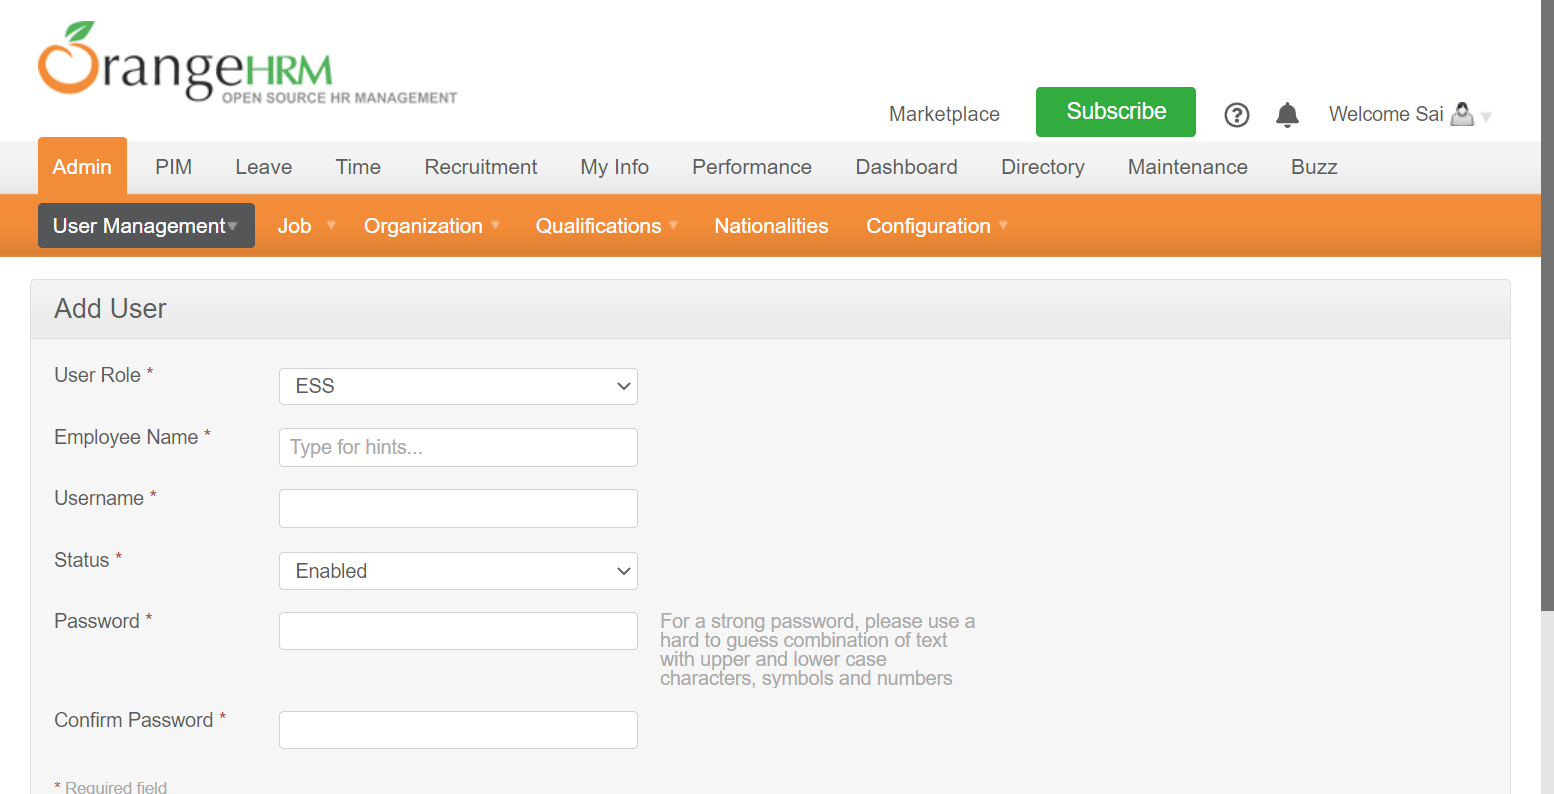 OrangeHRM
OPEN SOURCE HR MANAGEMENT
Marketplace Subscribe ? Welcome Sai
Admin PIM Leave Time Recruitment My Info Performance Dashboard Directory Maintenance Buzz
User Management Job Organization Qualifications Nationalities Configuration
Add User
User Role * ESS
Employee Name * Type for hints...
Username *
Status * Enabled
Password * For a strong password, please use a
hard to guess combination of text
with upper and lower case
characters, symbols and numbers
Confirm Password *
* Required field